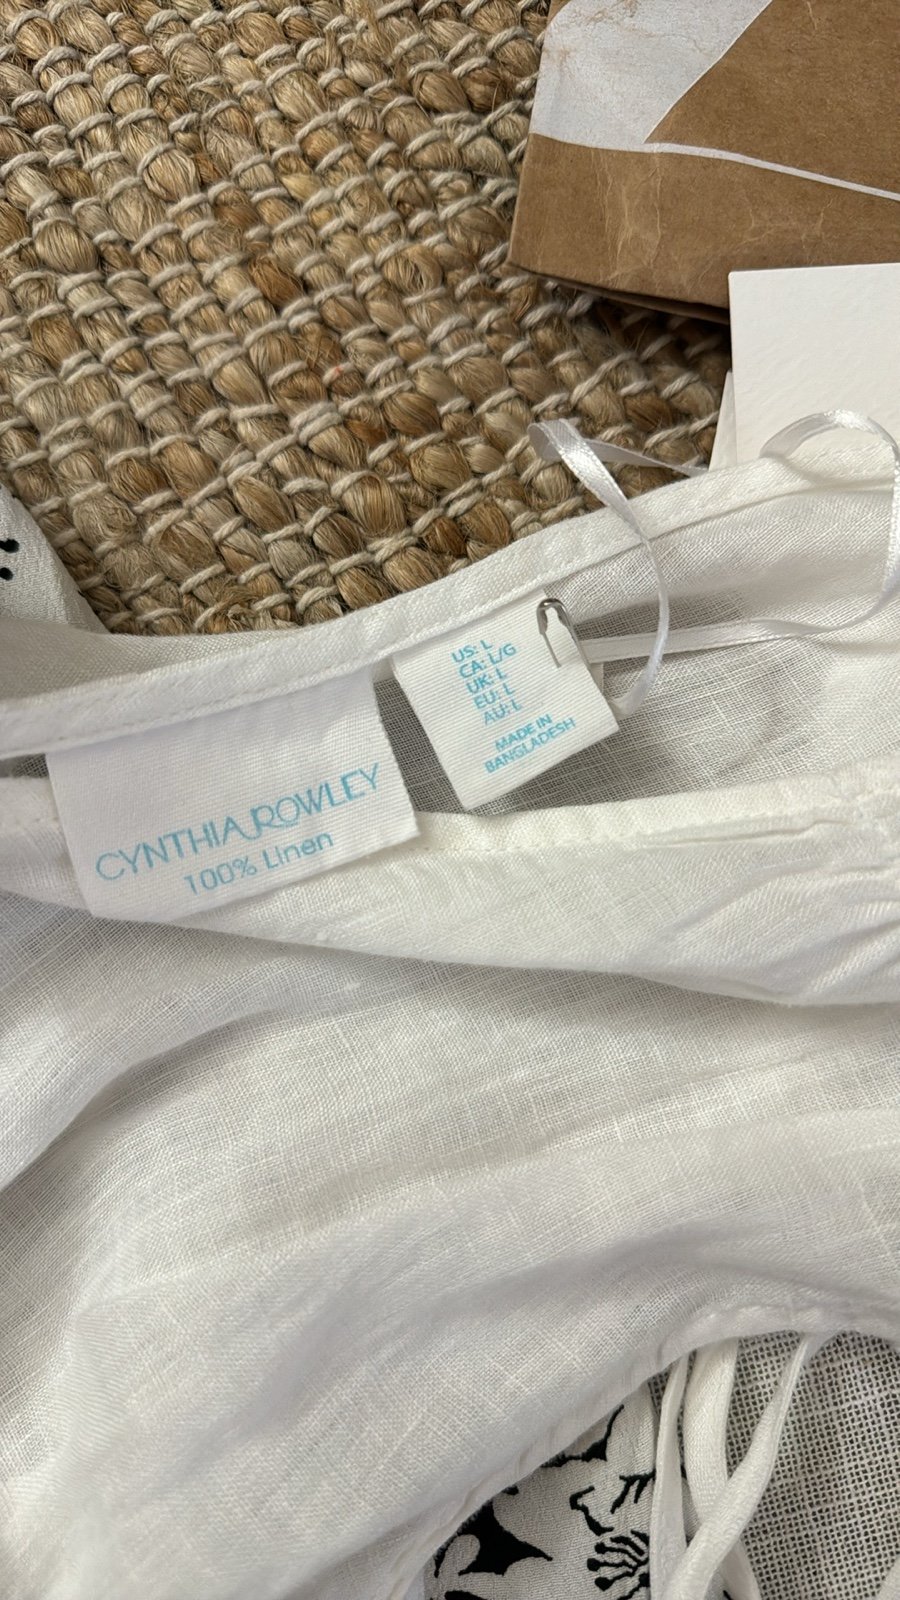 CYNTHIA ROWLEY
100% Linen
US: L
CA: L/G
UK: L
EU: L
AU: L
MADE IN
BANGLADESH